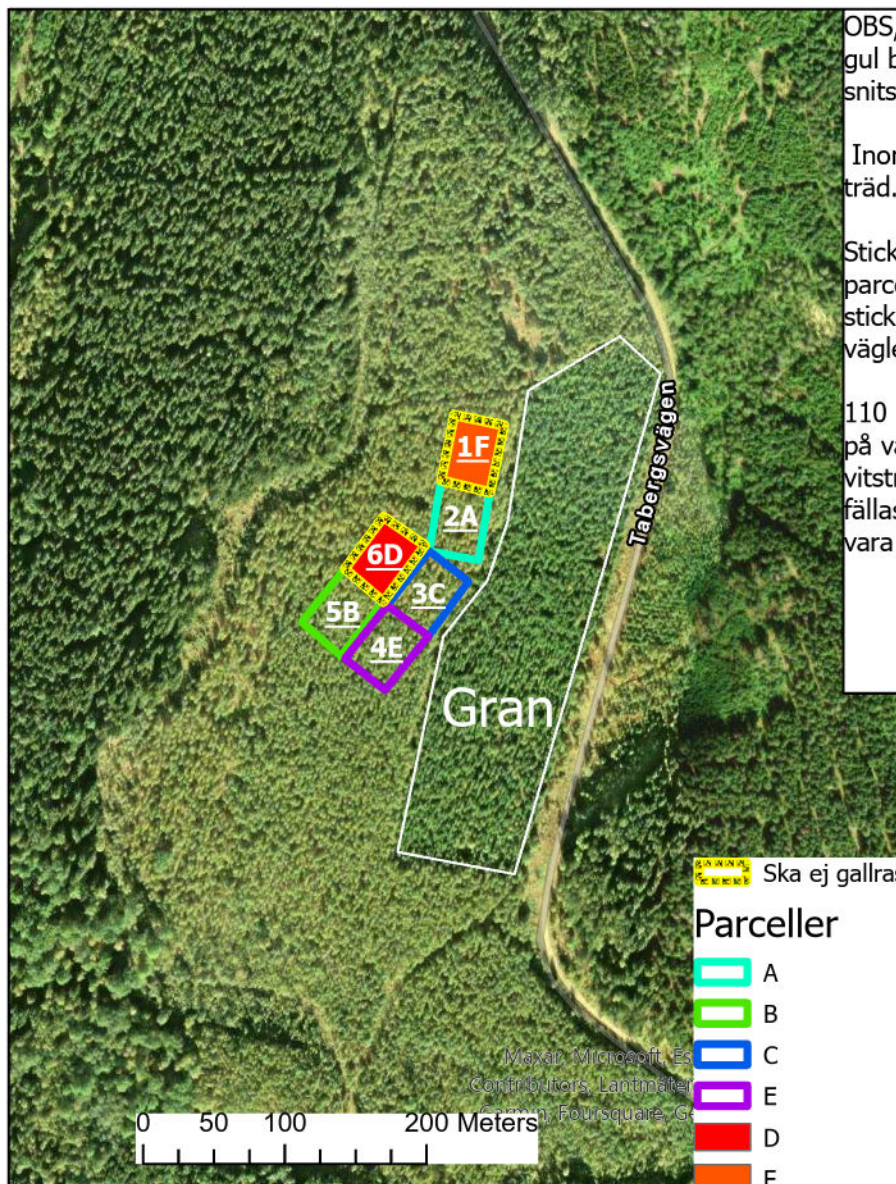 OBS,
gul b
snits
Inor
träd.
Stick
parce
stick
vägle
110
på va
vitstr
fällas
vara
Tabergsvägen
1F
2A
6D
3C
5B
4E
Gran
Ska ej gallras
Parceller
A
B
C
E
D
F
Maxar, Microsoft, Es
Contributors, Lantmäter
Garmin, Foursquare, Ge
0 50 100 200 Meters